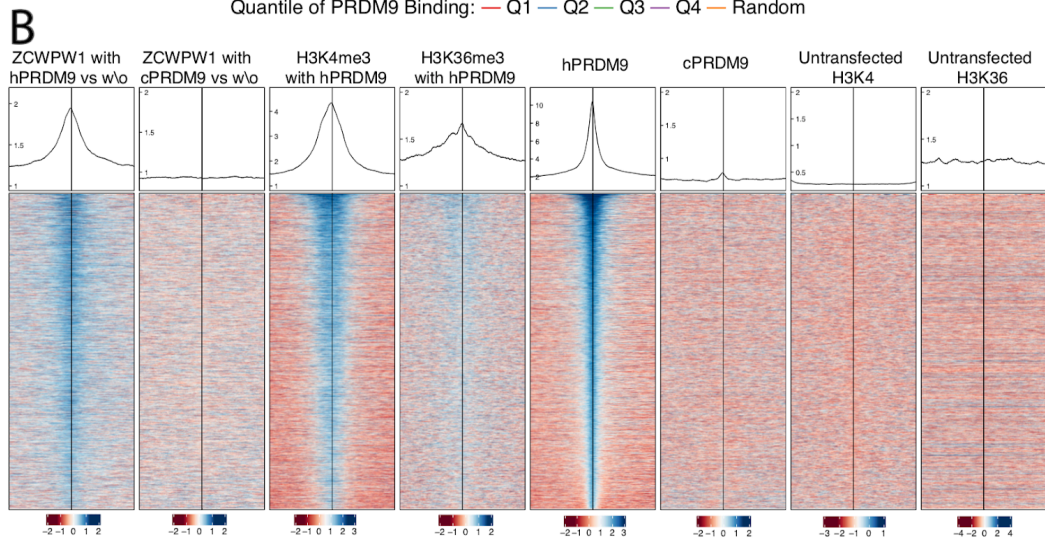 Quantile of PRDM9 Binding: Q1 Q2 Q3 Q4 Random
B
ZCWPW1 with
hPRDM9 vs w\o
ZCWPW1 with
cPRDM9 vs w\o
H3K4me3
with hPRDM9
H3K36me3
with hPRDM9
hPRDM9
cPRDM9
Untransfected
H3K4
Untransfected
H3K36
2
1.5
1
2
1.5
1
4
3
2
1
2
1.5
1
10
8
6
4
2
2
1.5
1
2
1.5
1
0.5
2
1.5
1
-2 -1 0 1 2
-2 -1 0 1 2
-2 -1 0 1 2 3
-2 -1 0 1 2 3
-2 -1 0 1 2 3
-2 -1 0 1 2
-3 -2 -1 0 1
-4 -2 0 2 4